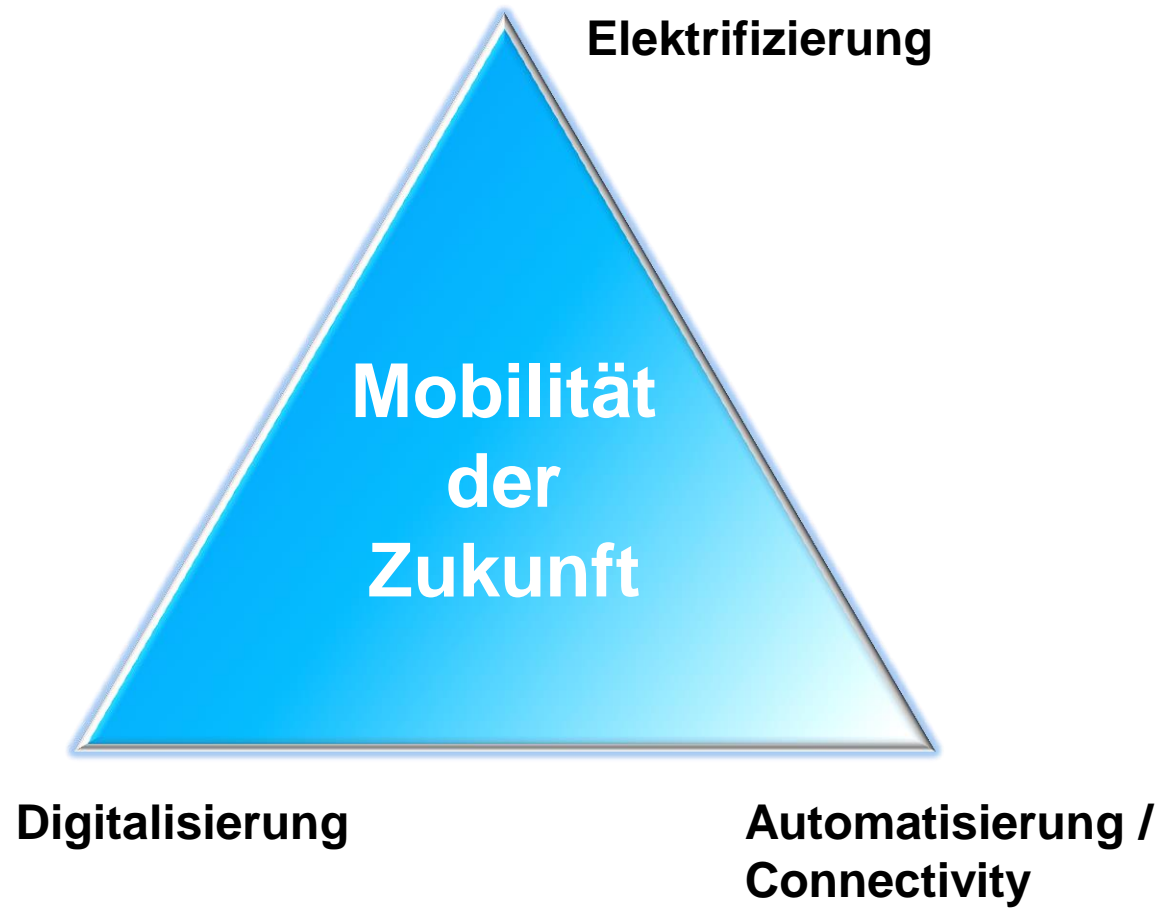 Elektrifizierung
Mobilität
der
Zukunft
Digitalisierung
Automatisierung /
Connectivity